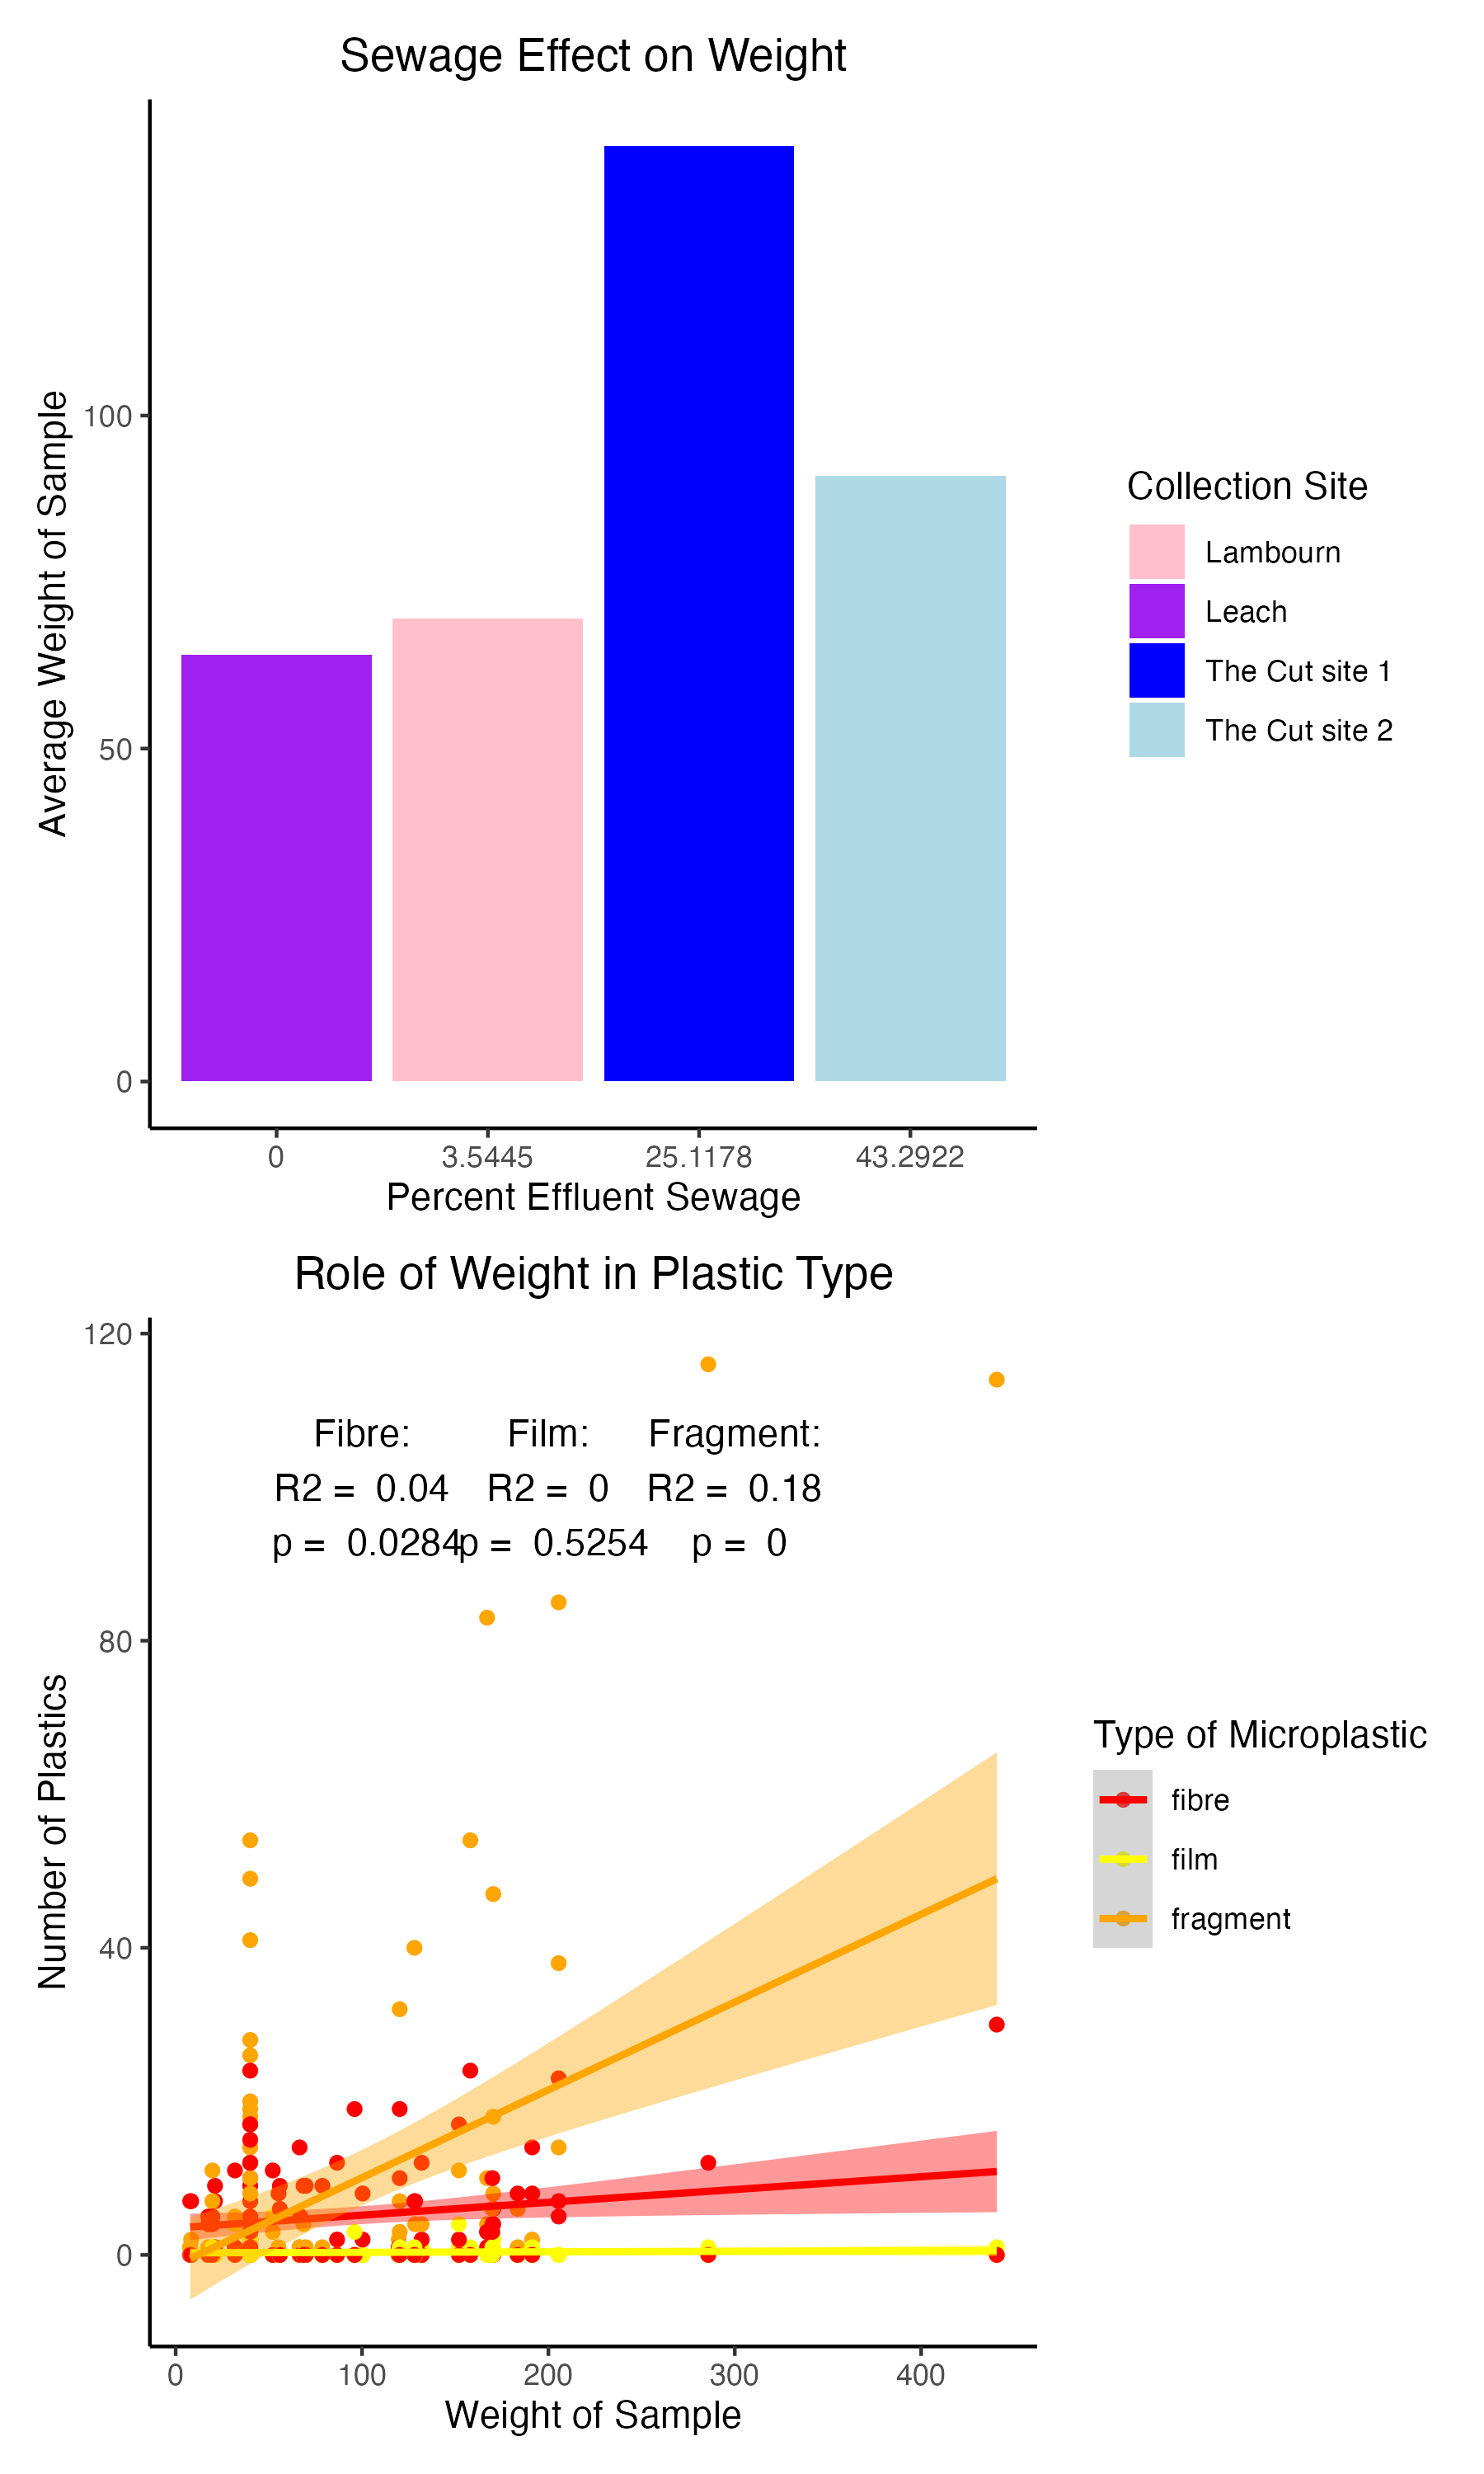 Sewage Effect on Weight
Average Weight of Sample
100
50
0
0 3.5445 25.1178 43.2922
Percent Effluent Sewage
Collection Site
Lambourn
Leach
The Cut site 1
The Cut site 2
Role of Weight in Plastic Type
Number of Plastics
120
80
40
0
Fibre: Film: Fragment:
R2 = 0.04 R2 = 0 R2 = 0.18
p = 0.0284 p = 0.5254 p = 0
0 100 200 300 400
Weight of Sample
Type of Microplastic
fibre
film
fragment